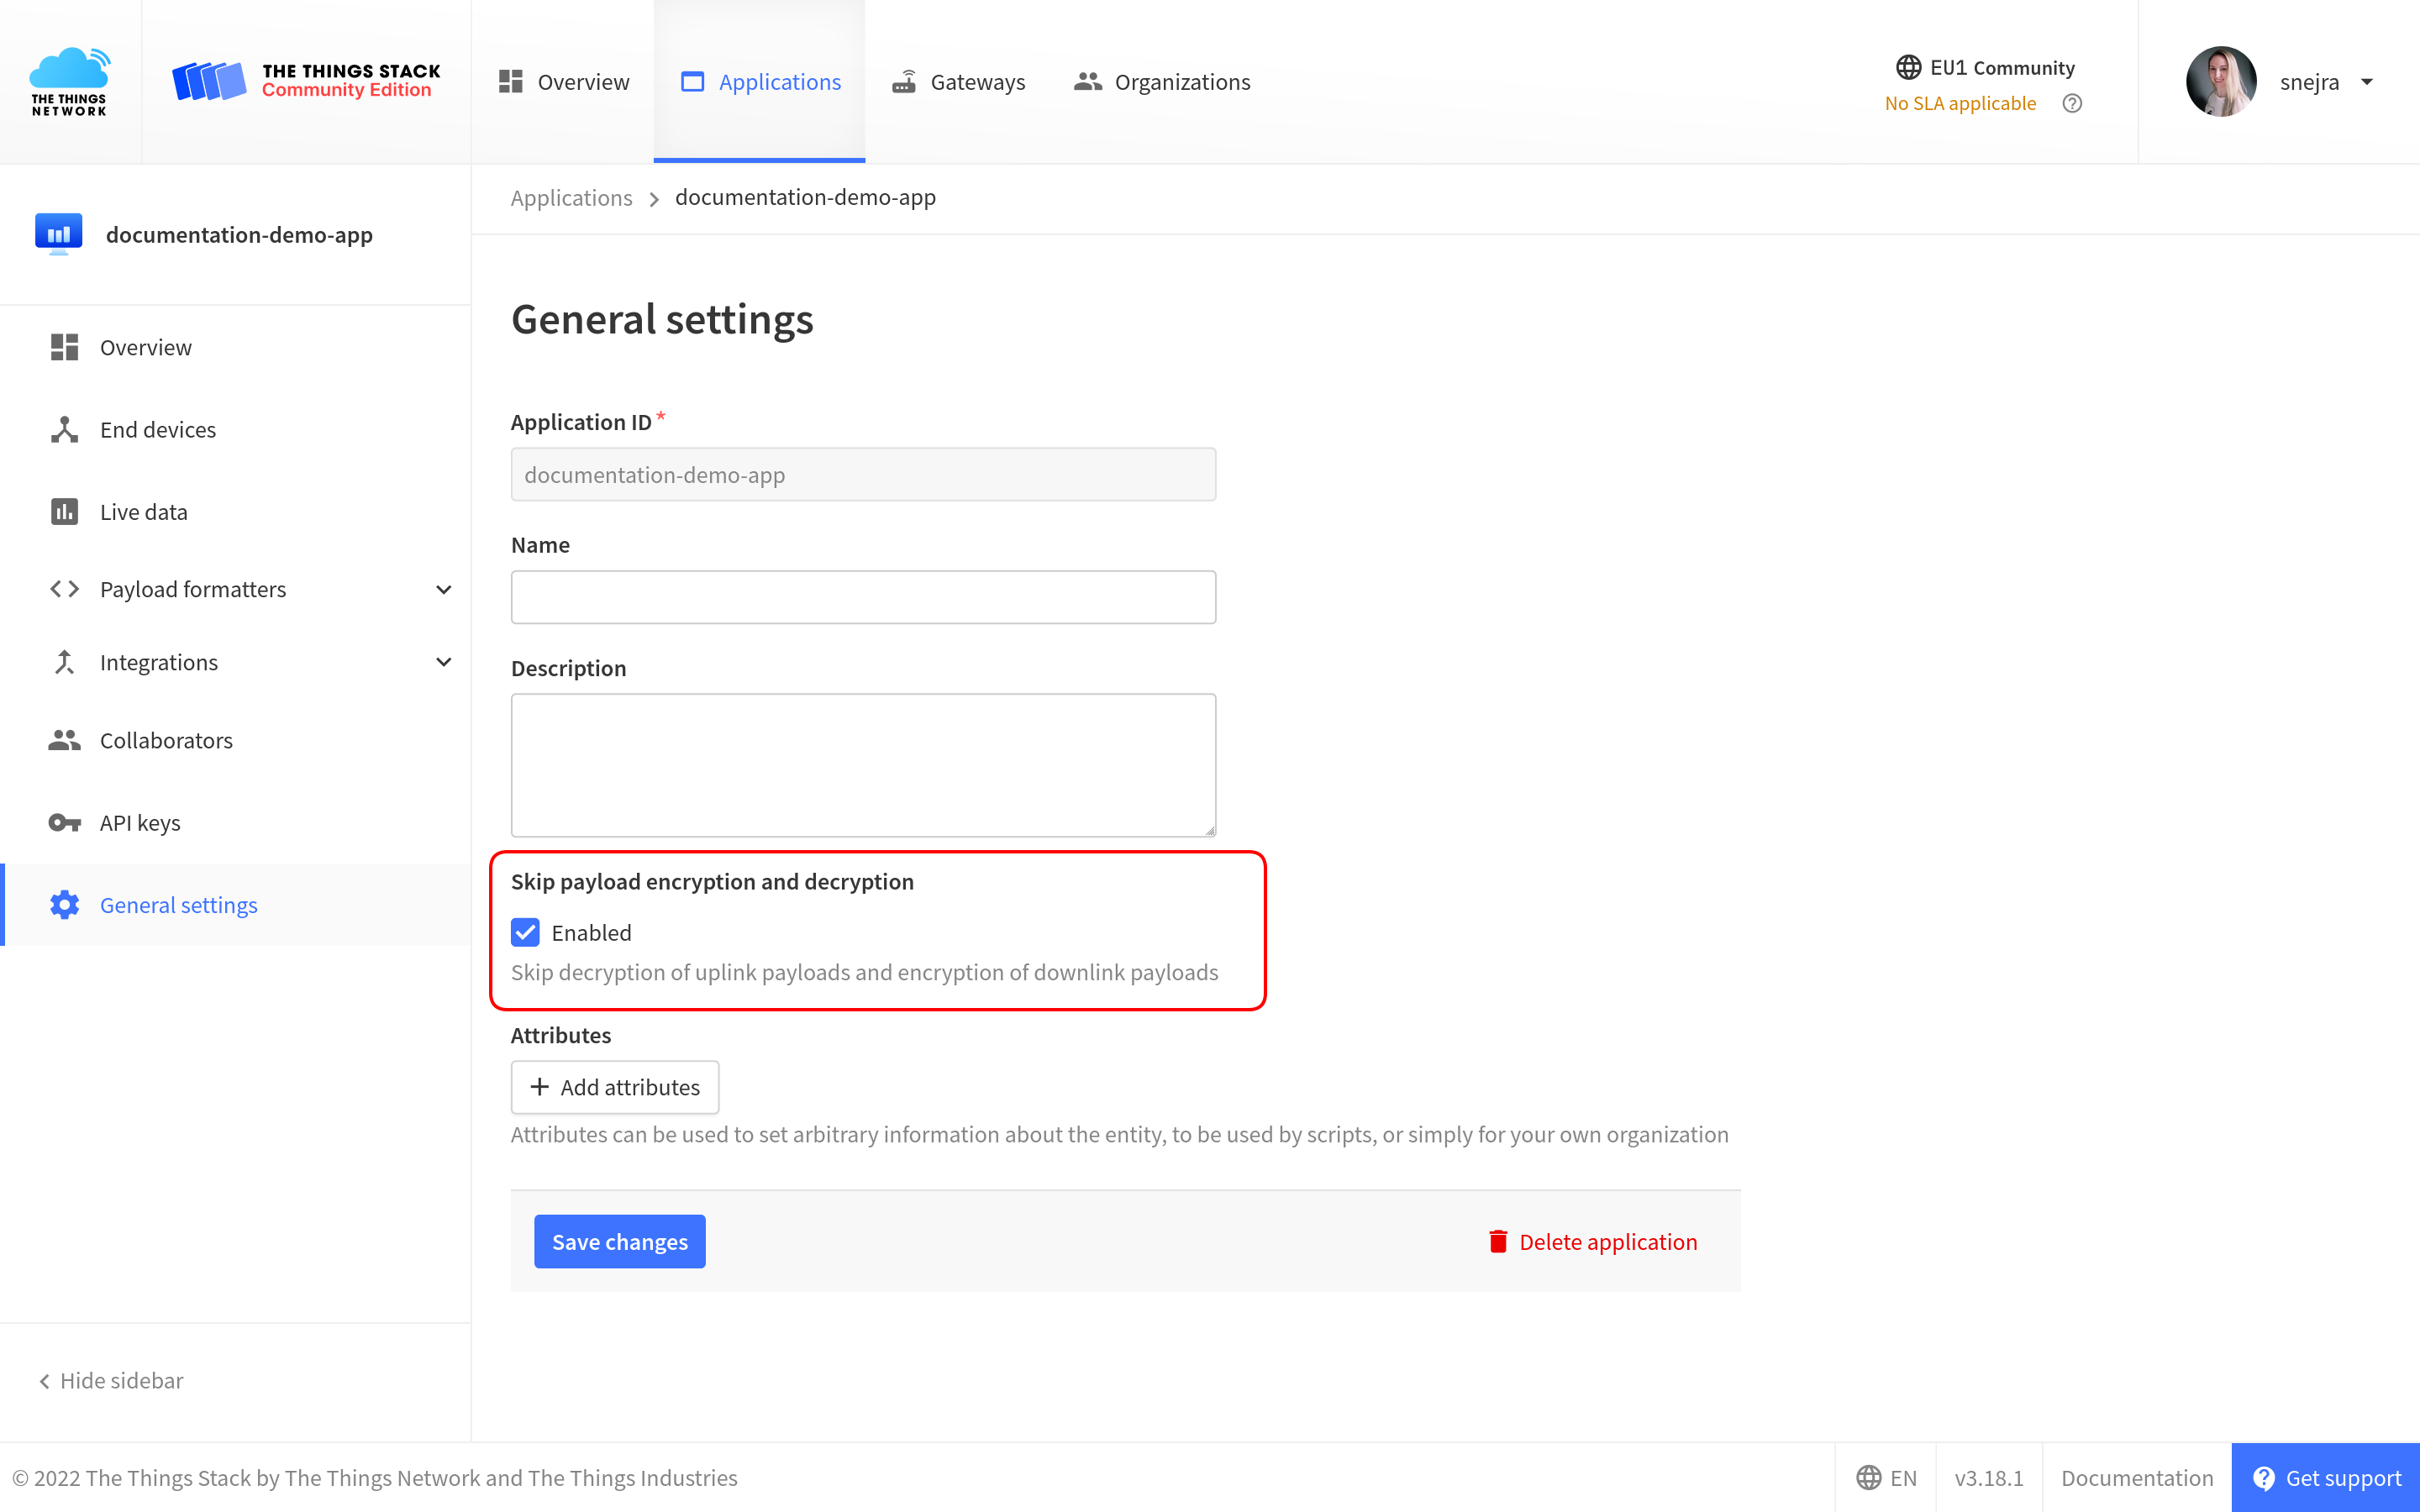 THE THINGS
NETWORK
THE THINGS STACK
Community Edition
Overview
Applications
Gateways
Organizations
EU1 Community
No SLA applicable
snejra
documentation-demo-app
Overview
End devices
Live data
Payload formatters
Integrations
Collaborators
API keys
General settings
Hide sidebar
Applications
documentation-demo-app
General settings
Application ID *
documentation-demo-app
Name
Description
Skip payload encryption and decryption
Enabled
Skip decryption of uplink payloads and encryption of downlink payloads
Attributes
+ Add attributes
Attributes can be used to set arbitrary information about the entity, to be used by scripts, or simply for your own organization
Save changes
Delete application
© 2022 The Things Stack by The Things Network and The Things Industries
EN
v3.18.1
Documentation
Get support